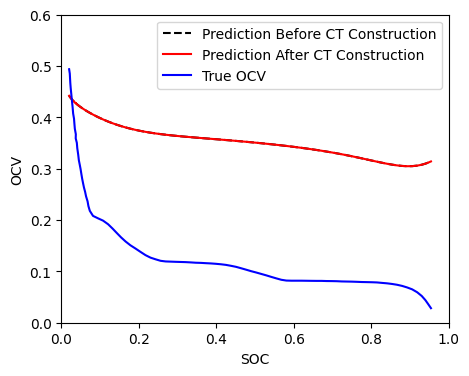 0.6
0.5
0.4
0.3
0.2
0.1
0.0
OCV
Prediction Before CT Construction
Prediction After CT Construction
True OCV
0.0 0.2 0.4 0.6 0.8 1.0
SOC